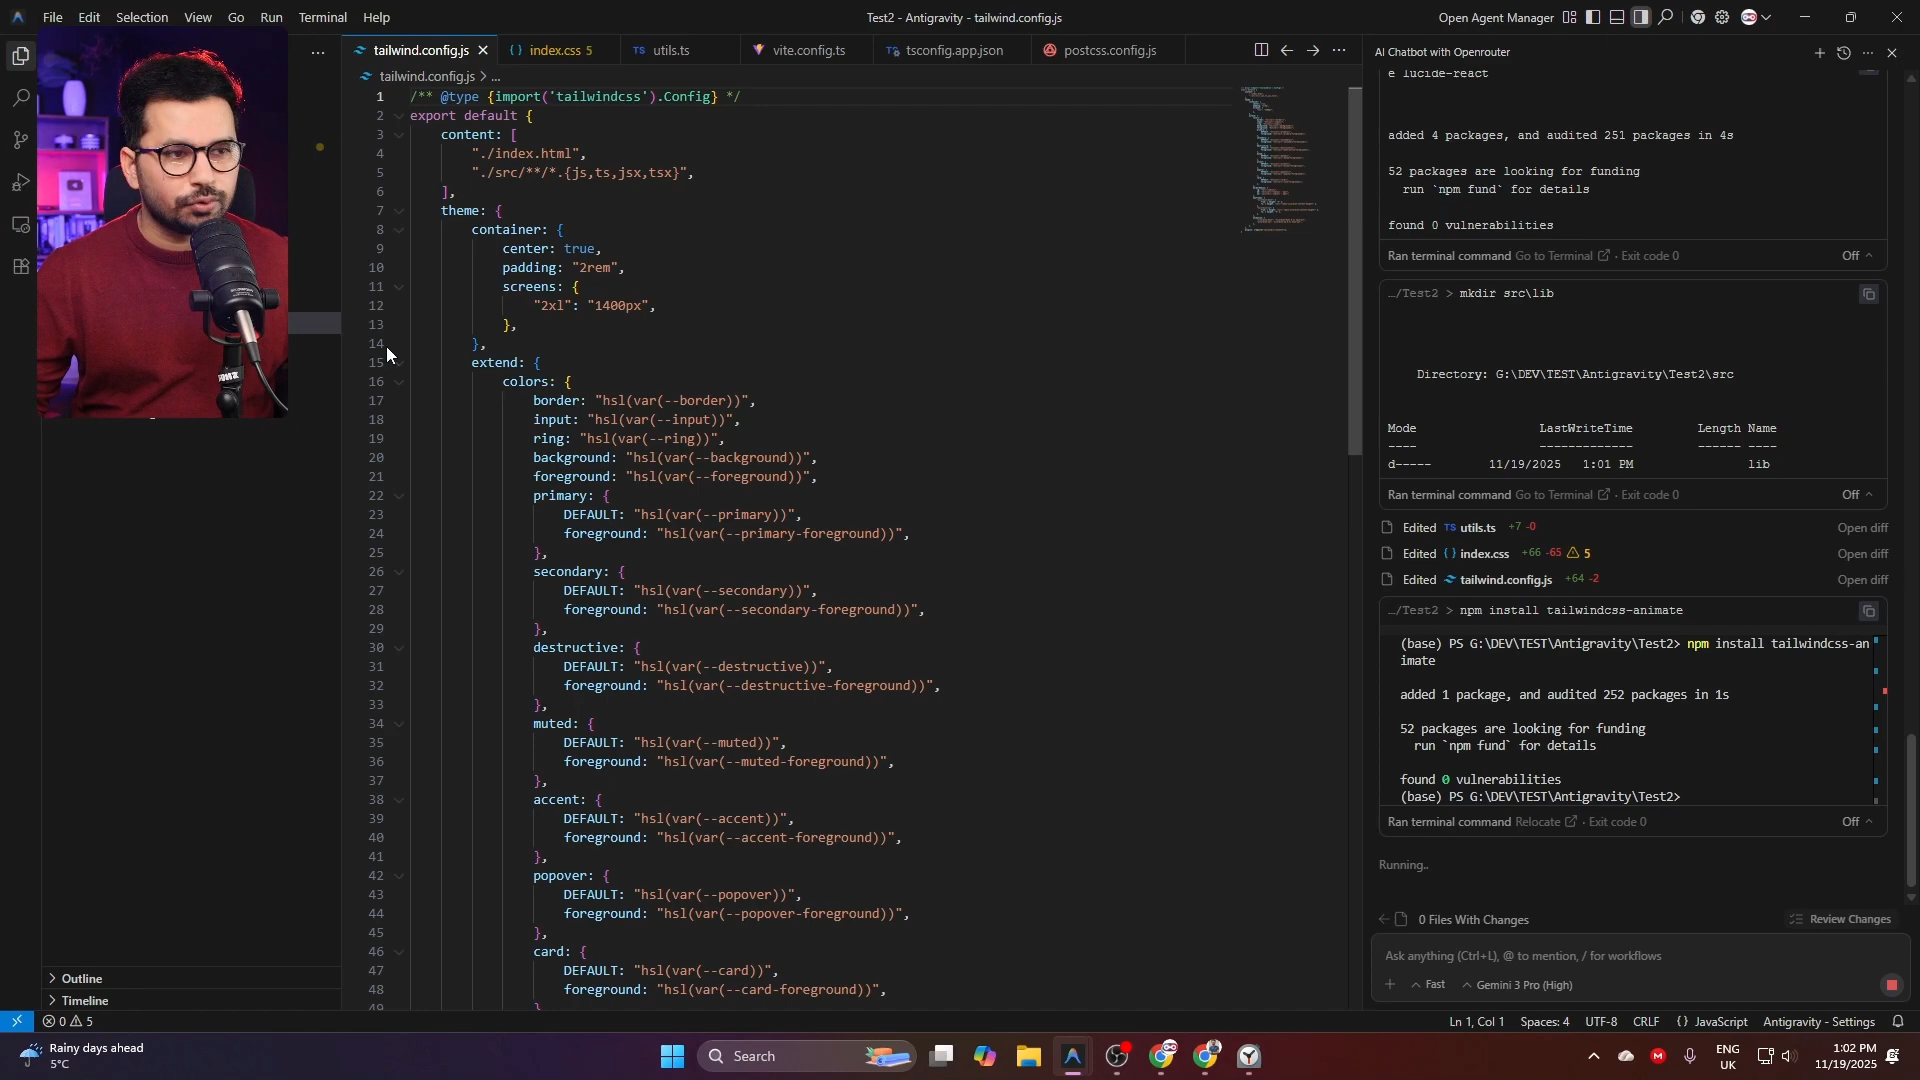 File Edit Selection View Go Run Terminal Help
Test2 - Antigravity - tailwind.config.js
Open Agent Manager
tailwind.config.js
index.css 5
utils.ts
vite.config.ts
tsconfig.app.json
postcss.config.js
tailwind.config.js > ...
1 /** @type {import('tailwindcss').Config} */
2 export default {
3 content: [
4 "./index.html",
5 "./src/**/*.{js,ts,jsx,tsx}",
6 ],
7 theme: {
8 container: {
9 center: true,
10 padding: "2rem",
11 screens: {
12 "2xl": "1400px",
13 },
14 },
15 extend: {
16 colors: {
17 border: "hsl(var(--border))",
18 input: "hsl(var(--input))",
19 ring: "hsl(var(--ring))",
20 background: "hsl(var(--background))",
21 foreground: "hsl(var(--foreground))",
22 primary: {
23 DEFAULT: "hsl(var(--primary))",
24 foreground: "hsl(var(--primary-foreground))",
25 },
26 secondary: {
27 DEFAULT: "hsl(var(--secondary))",
28 foreground: "hsl(var(--secondary-foreground))",
29 },
30 destructive: {
31 DEFAULT: "hsl(var(--destructive))",
32 foreground: "hsl(var(--destructive-foreground))",
33 },
34 muted: {
35 DEFAULT: "hsl(var(--muted))",
36 foreground: "hsl(var(--muted-foreground))",
37 },
38 accent: {
39 DEFAULT: "hsl(var(--accent))",
40 foreground: "hsl(var(--accent-foreground))",
41 },
42 popover: {
43 DEFAULT: "hsl(var(--popover))",
44 foreground: "hsl(var(--popover-foreground))",
45 },
46 card: {
47 DEFAULT: "hsl(var(--card))",
48 foreground: "hsl(var(--card-foreground))",
49 }
AI Chatbot with Openrouter
e lucide-react
added 4 packages, and audited 251 packages in 4s
52 packages are looking for funding
run `npm fund` for details
found 0 vulnerabilities
Ran terminal command Go to Terminal · Exit code 0 Off
.../Test2 > mkdir src\lib
Directory: G:\DEV\TEST\Antigravity\Test2\src
Mode LastWriteTime Length Name
---- ------------- ------ ----
d----- 11/19/2025 1:01 PM lib
Ran terminal command Go to Terminal · Exit code 0 Off
Edited TS utils.ts +7 -0 Open diff
Edited {} index.css +66 -65 5 Open diff
Edited tailwind.config.js +64 -2 Open diff
.../Test2 > npm install tailwindcss-animate
(base) PS G:\DEV\TEST\Antigravity\Test2> npm install tailwindcss-an
imate
added 1 package, and audited 252 packages in 1s
52 packages are looking for funding
run `npm fund` for details
found 0 vulnerabilities
(base) PS G:\DEV\TEST\Antigravity\Test2>
Ran terminal command Relocate · Exit code 0 Off
Running..
0 Files With Changes Review Changes
Ask anything (Ctrl+L), @ to mention, / for workflows
Fast Gemini 3 Pro (High)
Outline
Timeline
0 5
Ln 1, Col 1 Spaces: 4 UTF-8 CRLF {} JavaScript Antigravity - Settings
Rainy days ahead
5°C
Search
ENG
UK
1:02 PM
11/19/2025